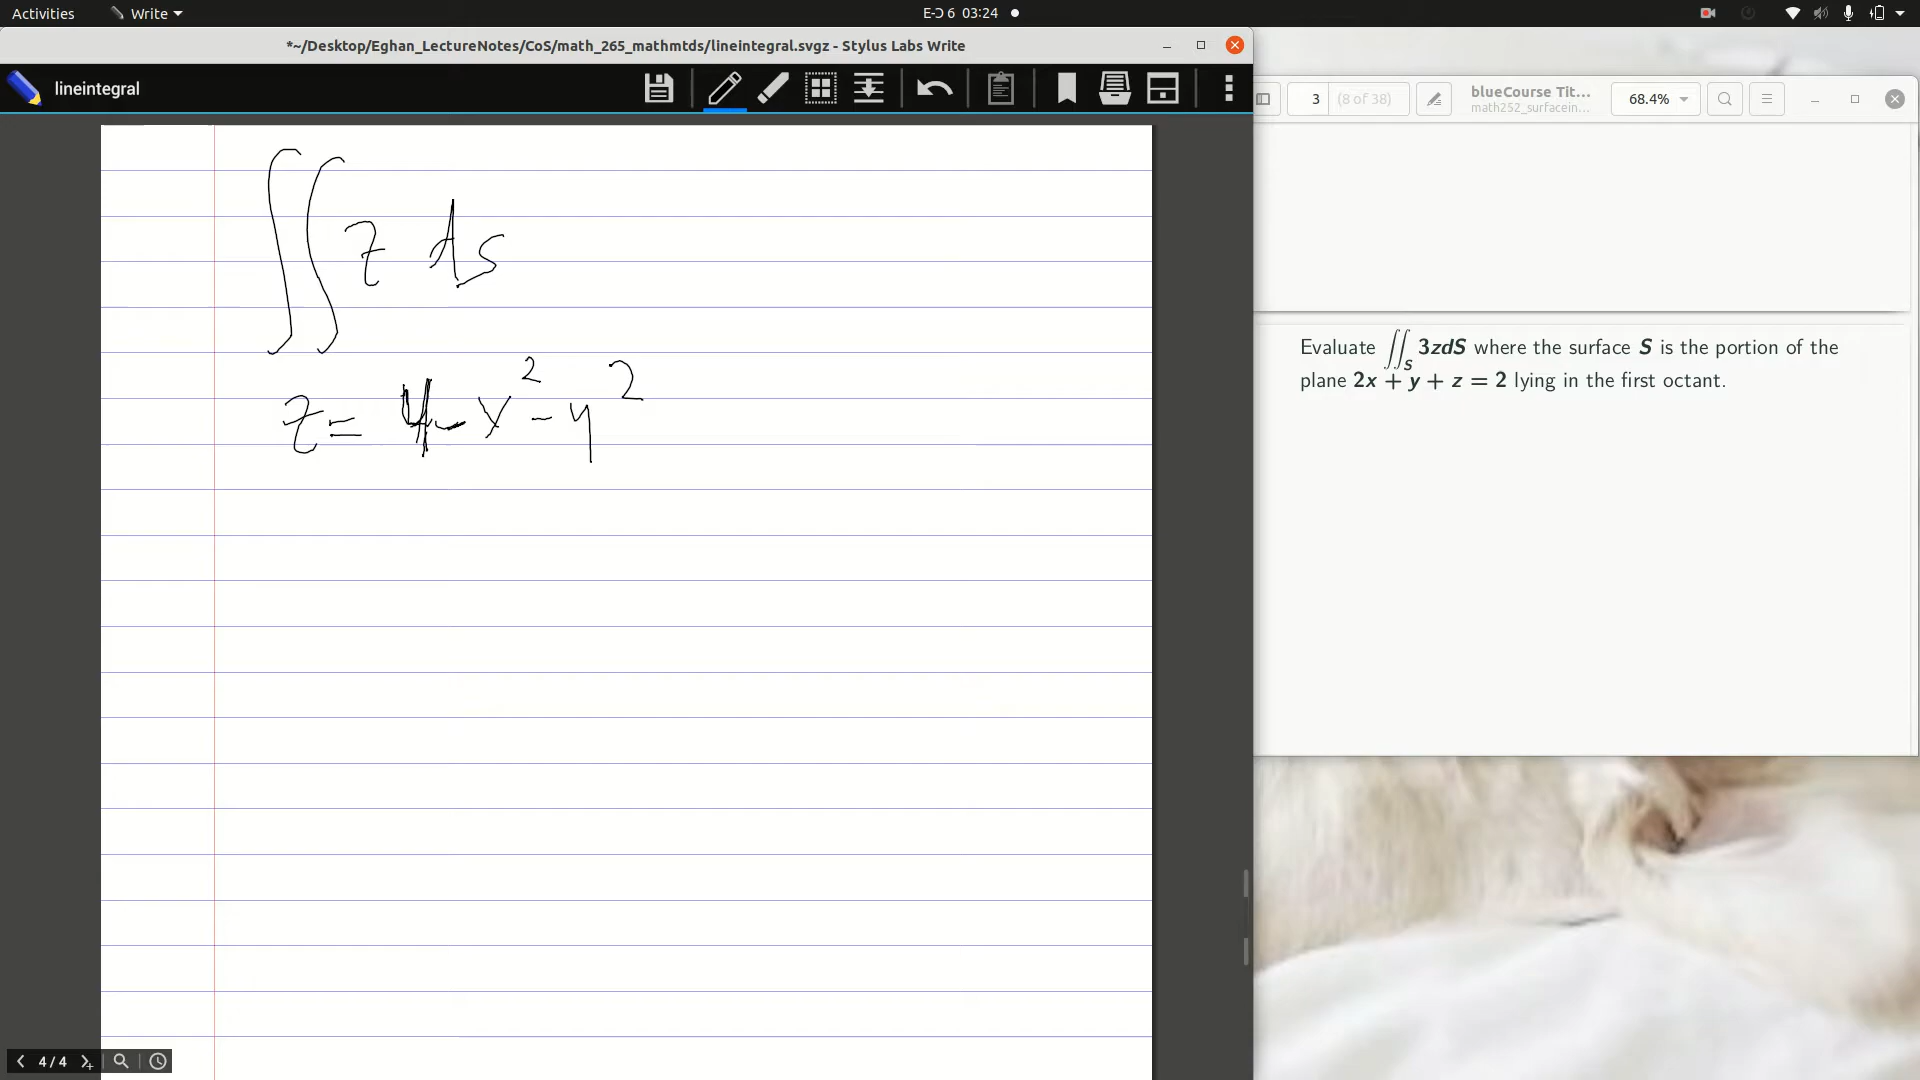 Activities
Write
E-Ɔ 6 03:24
*~/Desktop/Eghan_LectureNotes/CoS/math_265_mathmtds/lineintegral.svgz - Stylus Labs Write
lineintegral
∬ z ds
z = 4 - x² - y²
4/4
3
(8 of 38)
blueCourse Tit...
math252_surfacein...
68.4%
Evaluate ∬_S 3zdS where the surface S is the portion of the
plane 2x + y + z = 2 lying in the first octant.